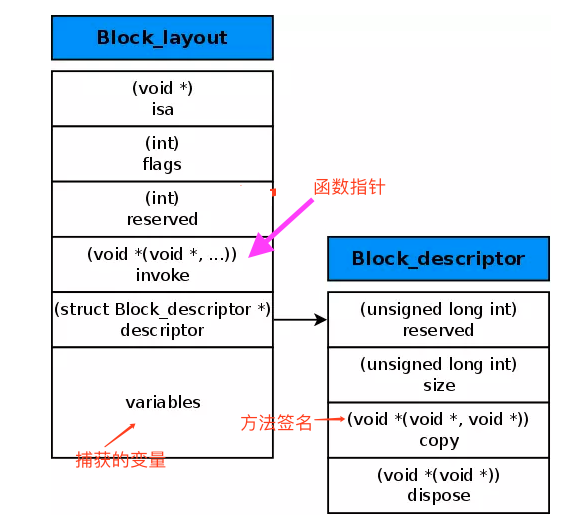 Block_layout
(void *)
isa
(int)
flags
(int)
reserved
函数指针
(void *(void *, ...))
invoke
(struct Block_descriptor *)
descriptor
variables
捕获的变量
Block_descriptor
(unsigned long int)
reserved
(unsigned long int)
size
方法签名
(void *(void *, void *))
copy
(void *(void *))
dispose